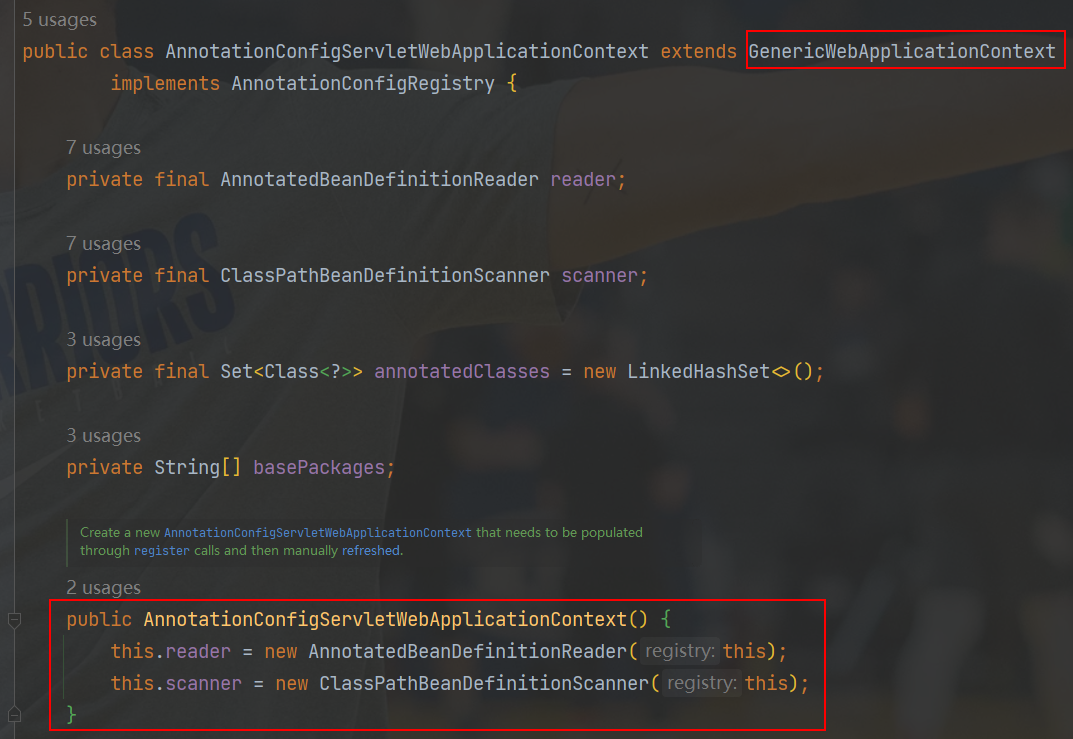 5 usages
public class AnnotationConfigServletWebApplicationContext extends GenericWebApplicationContext
implements AnnotationConfigRegistry {
7 usages
private final AnnotatedBeanDefinitionReader reader;
7 usages
private final ClassPathBeanDefinitionScanner scanner;
3 usages
private final Set<Class<?>> annotatedClasses = new LinkedHashSet<>();
3 usages
private String[] basePackages;
Create a new AnnotationConfigServletWebApplicationContext that needs to be populated
through register calls and then manually refreshed.
2 usages
public AnnotationConfigServletWebApplicationContext() {
this.reader = new AnnotatedBeanDefinitionReader( registry: this);
this.scanner = new ClassPathBeanDefinitionScanner( registry: this);
}